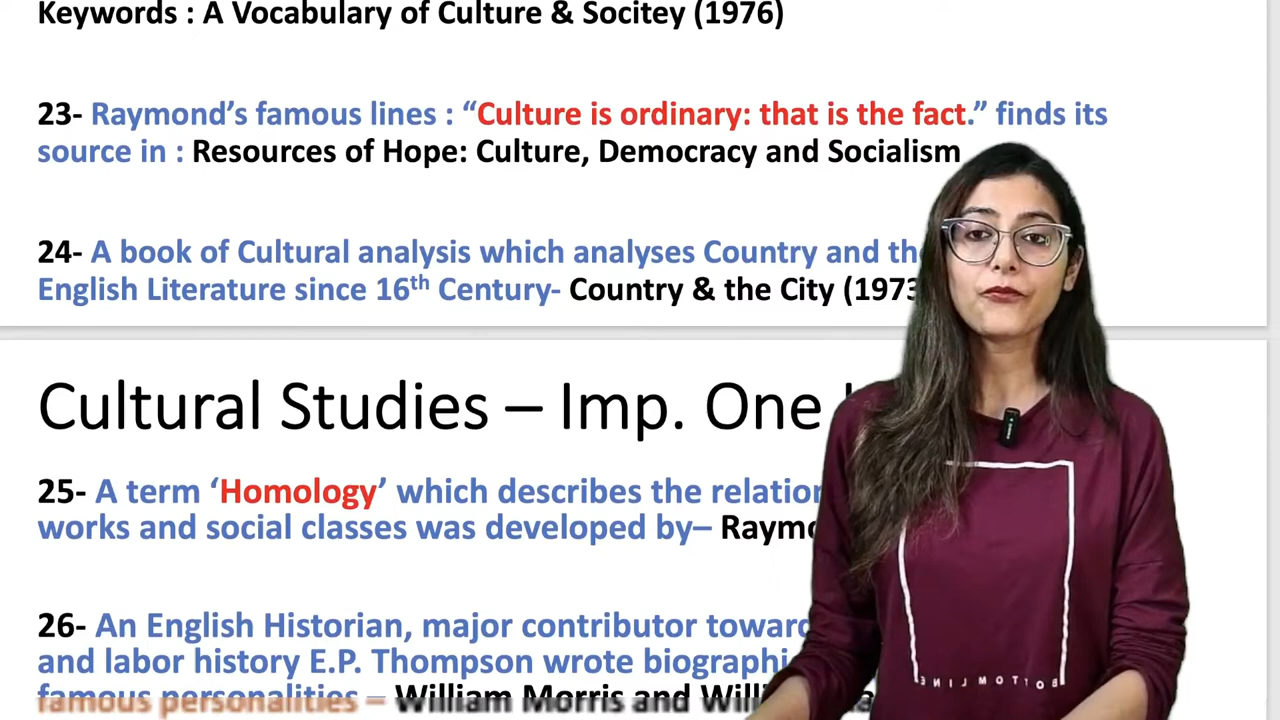 Keywords : A Vocabulary of Culture & Socitey (1976)
23- Raymond's famous lines : “Culture is ordinary: that is the fact.” finds its
source in : Resources of Hope: Culture, Democracy and Socialism
24- A book of Cultural analysis which analyses Country and the
English Literature since 16th Century- Country & the City (1973
Cultural Studies – Imp. One
25- A term ‘Homology’ which describes the relation
works and social classes was developed by–
26- An English Historian, major contributor
and labor history E.P. Thompson wrote
famous personalities – William Morris and
BOTTOMLINE